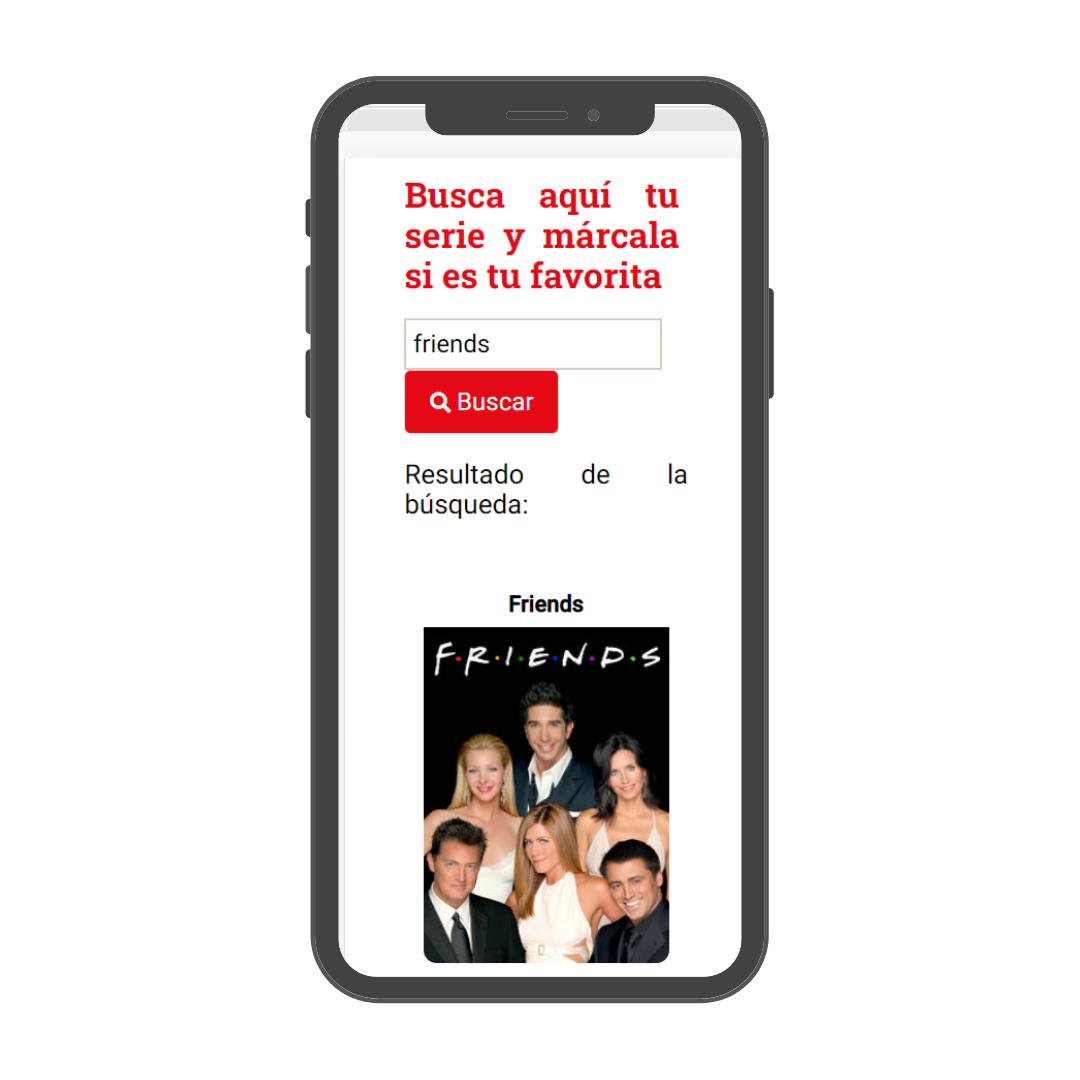 Busca aquí tu
serie y márcala
si es tu favorita
friends
Buscar
Resultado de la
búsqueda:
Friends
F·R·I·E·N·D·S